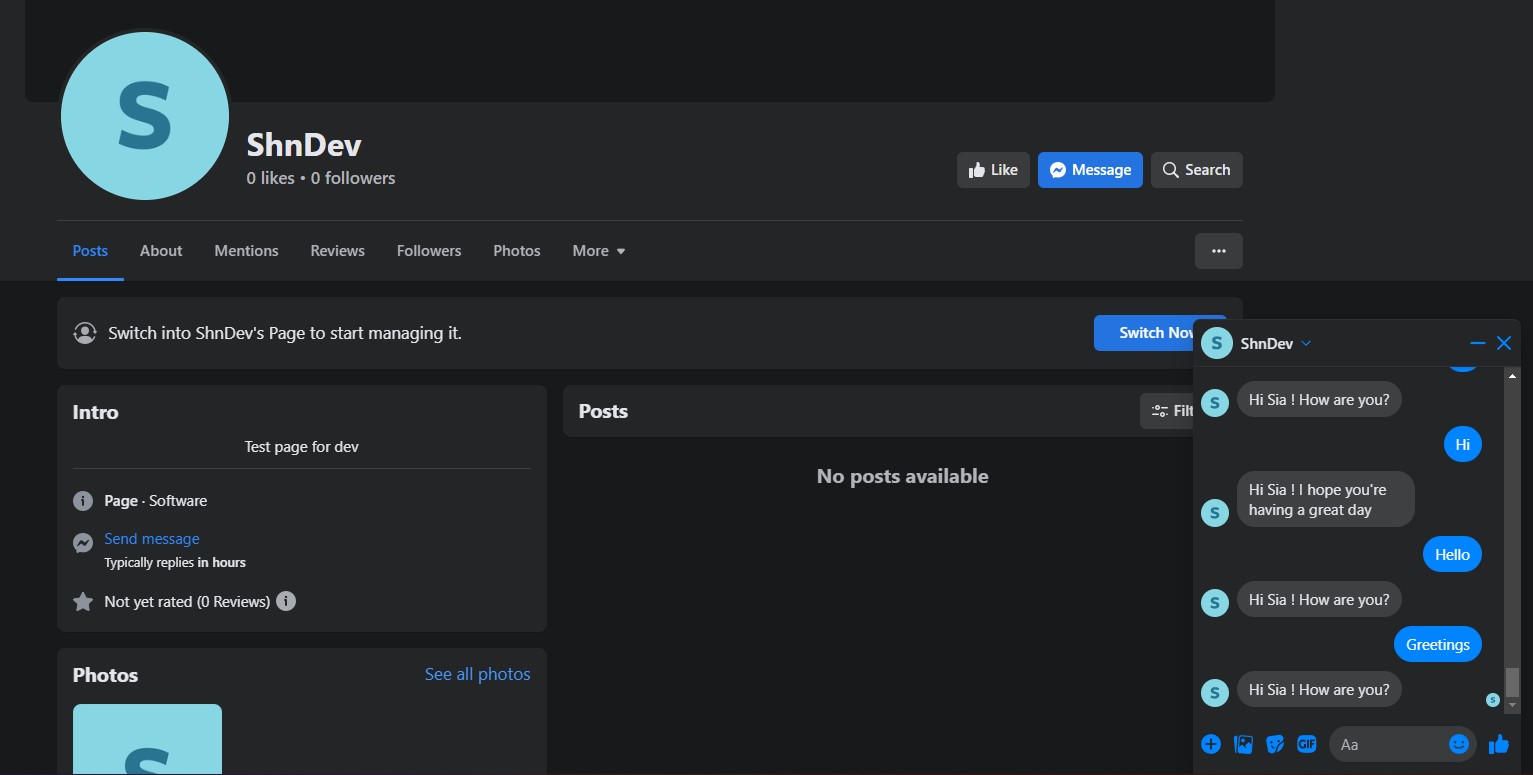 S
ShnDev
0 likes • 0 followers
Like
Message
Search
Posts
About
Mentions
Reviews
Followers
Photos
More
Switch into ShnDev's Page to start managing it.
Intro
Test page for dev
Page · Software
Send message
Typically replies in hours
Not yet rated (0 Reviews)
Photos
See all photos
S
Posts
No posts available
S
ShnDev
S
Hi Sia ! How are you?
Hi
S
Hi Sia ! I hope you're
having a great day
Hello
S
Hi Sia ! How are you?
Greetings
S
Hi Sia ! How are you?
S
GIF
Aa